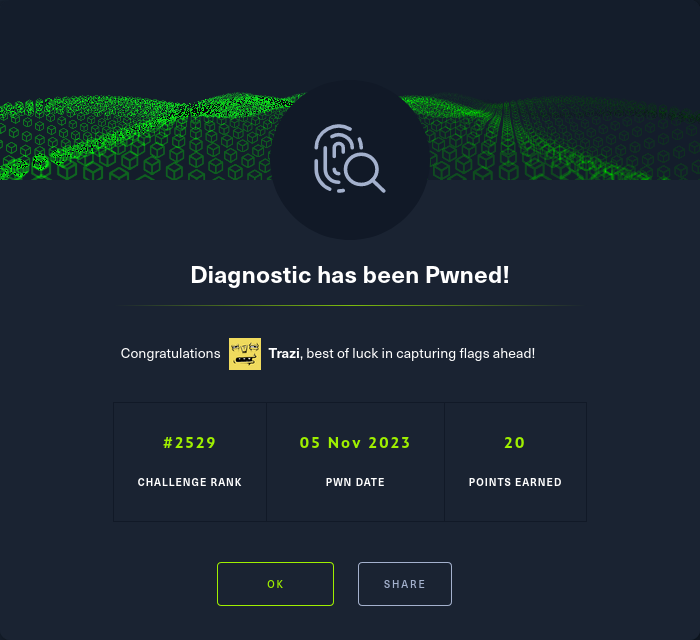 Diagnostic has been Pwned!
Congratulations Trazi, best of luck in capturing flags ahead!
#2529 05 Nov 2023 20
CHALLENGE RANK PWN DATE POINTS EARNED
OK SHARE